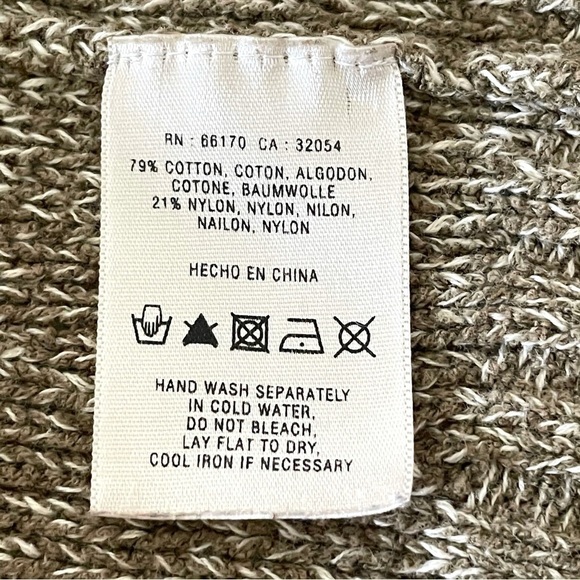 RN : 66170 CA : 32054
79% COTTON, COTON, ALGODON,
COTONE, BAUMWOLLE
21% NYLON, NYLON, NILON,
NAILON, NYLON
HECHO EN CHINA
HAND WASH SEPARATELY
IN COLD WATER,
DO NOT BLEACH,
LAY FLAT TO DRY,
COOL IRON IF NECESSARY